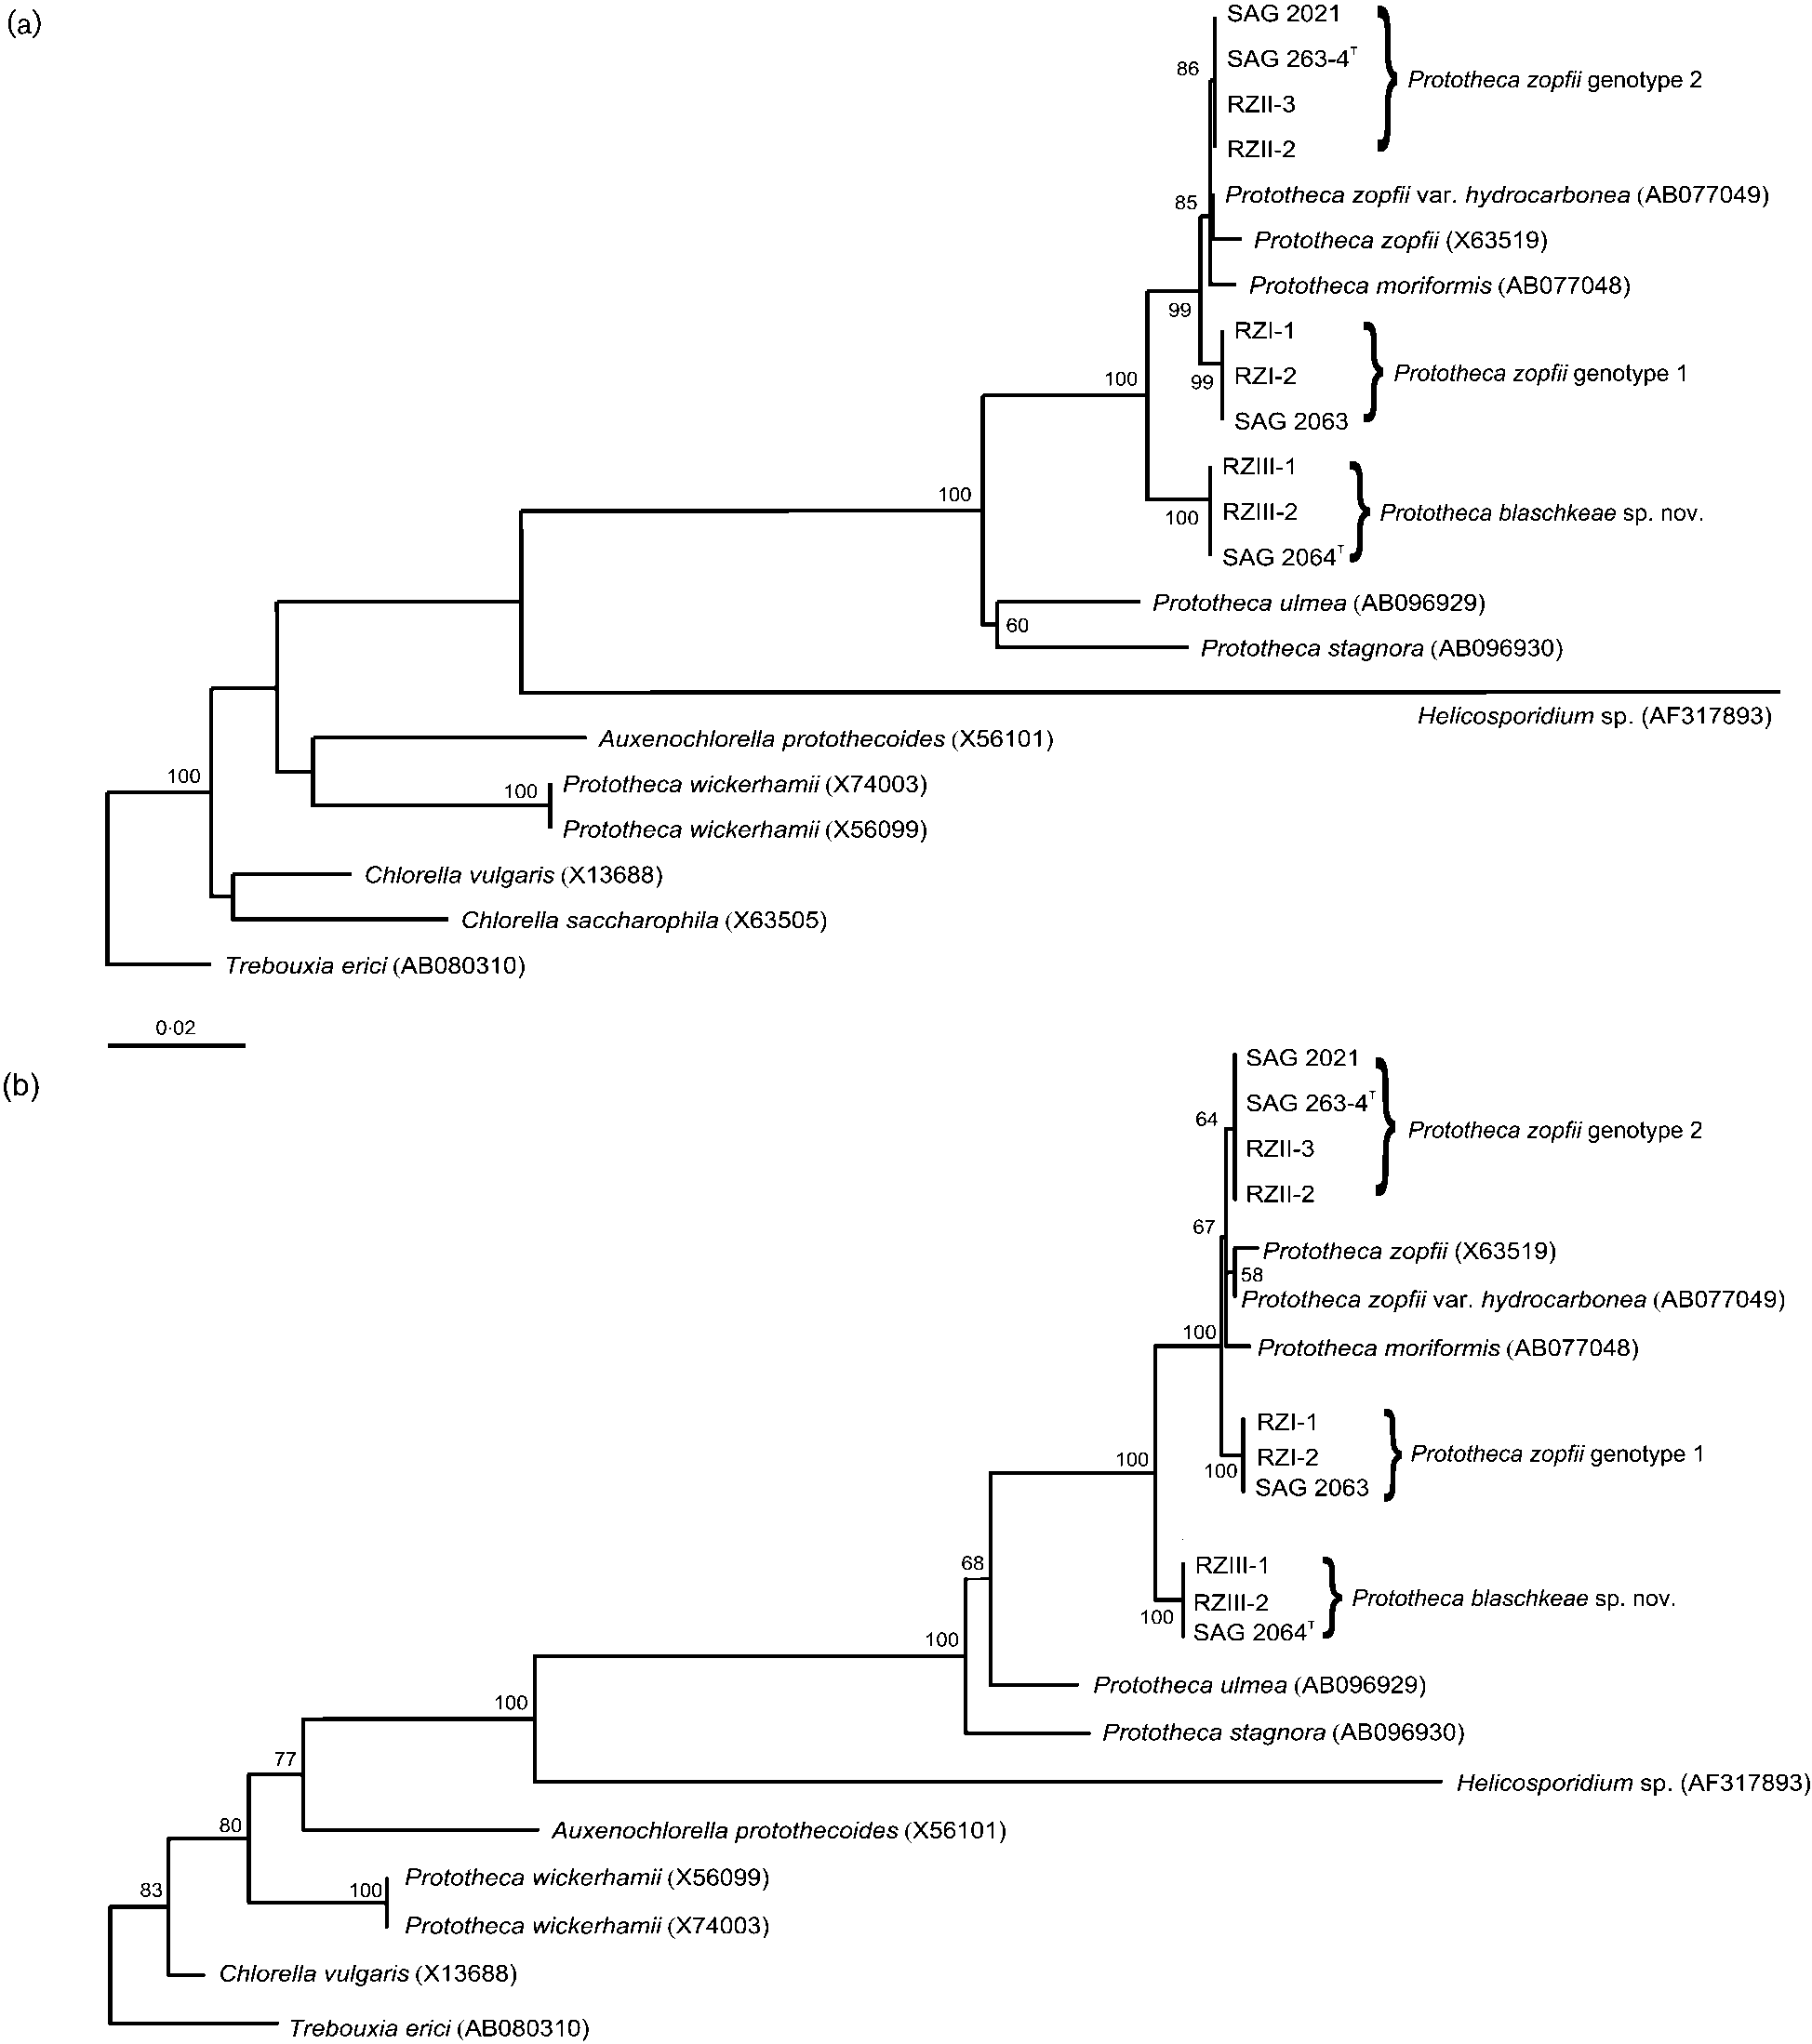 (a)
SAG 2021
SAG 263-4ᵀ
86
Prototheca zopfii genotype 2
RZII-3
RZII-2
Prototheca zopfii var. hydrocarbonea (AB077049)
85
Prototheca zopfii (X63519)
Prototheca moriformis (AB077048)
99
RZI-1
RZI-2
Prototheca zopfii genotype 1
100
99
SAG 2063
RZIII-1
100
RZIII-2
Prototheca blaschkeae sp. nov.
100
SAG 2064ᵀ
Prototheca ulmea (AB096929)
60
Prototheca stagnora (AB096930)
Helicosporidium sp. (AF317893)
Auxenochlorella protothecoides (X56101)
100
Prototheca wickerhamii (X74003)
100
Prototheca wickerhamii (X56099)
Chlorella vulgaris (X13688)
Chlorella saccharophila (X63505)
Trebouxia erici (AB080310)
0·02
(b)
SAG 2021
SAG 263-4ᵀ
64
Prototheca zopfii genotype 2
RZII-3
RZII-2
67
Prototheca zopfii (X63519)
58
Prototheca zopfii var. hydrocarbonea (AB077049)
100
Prototheca moriformis (AB077048)
RZI-1
RZI-2
Prototheca zopfii genotype 1
100
100
SAG 2063
68
RZIII-1
RZIII-2
Prototheca blaschkeae sp. nov.
100
SAG 2064ᵀ
100
Prototheca ulmea (AB096929)
100
Prototheca stagnora (AB096930)
77
Helicosporidium sp. (AF317893)
80
Auxenochlorella protothecoides (X56101)
83
100
Prototheca wickerhamii (X56099)
Prototheca wickerhamii (X74003)
Chlorella vulgaris (X13688)
Trebouxia erici (AB080310)